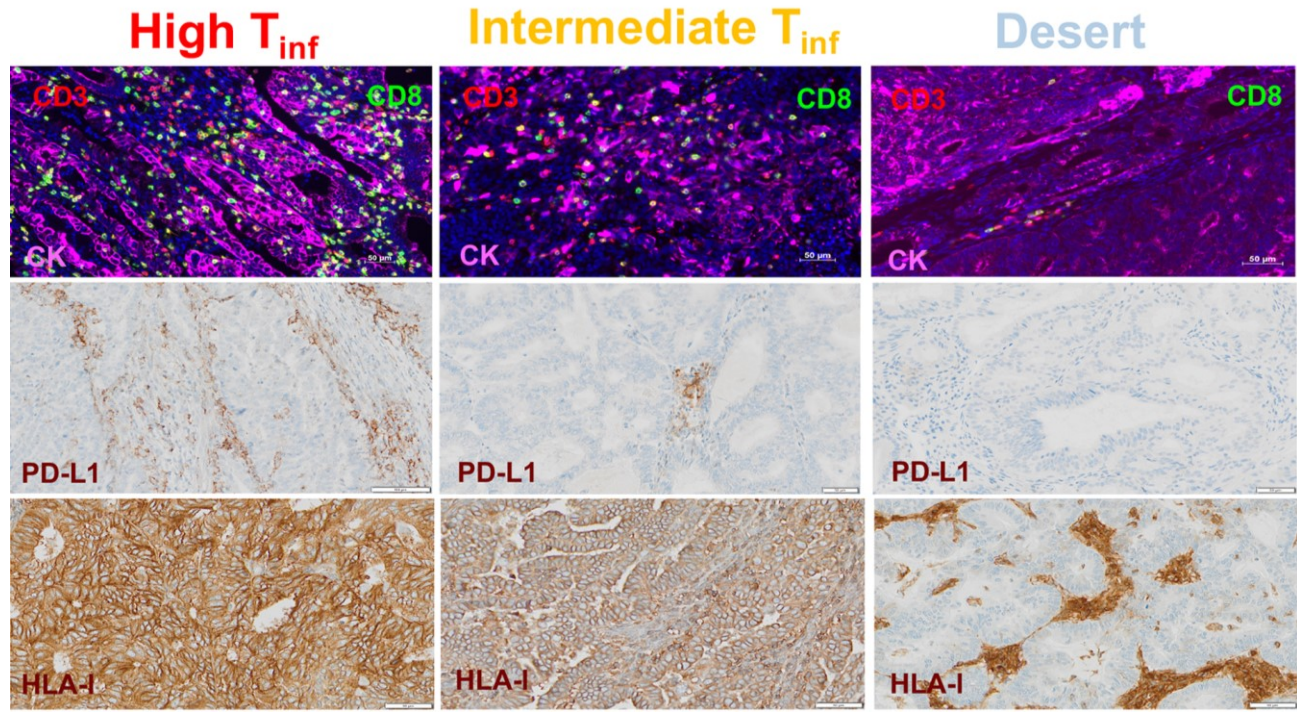 High Tinf
Intermediate Tinf
Desert
CD3
CD8
CK
50 µm
CD3
CD8
CK
50 µm
CD3
CD8
CK
50 µm
PD-L1
PD-L1
PD-L1
HLA-I
HLA-I
HLA-I